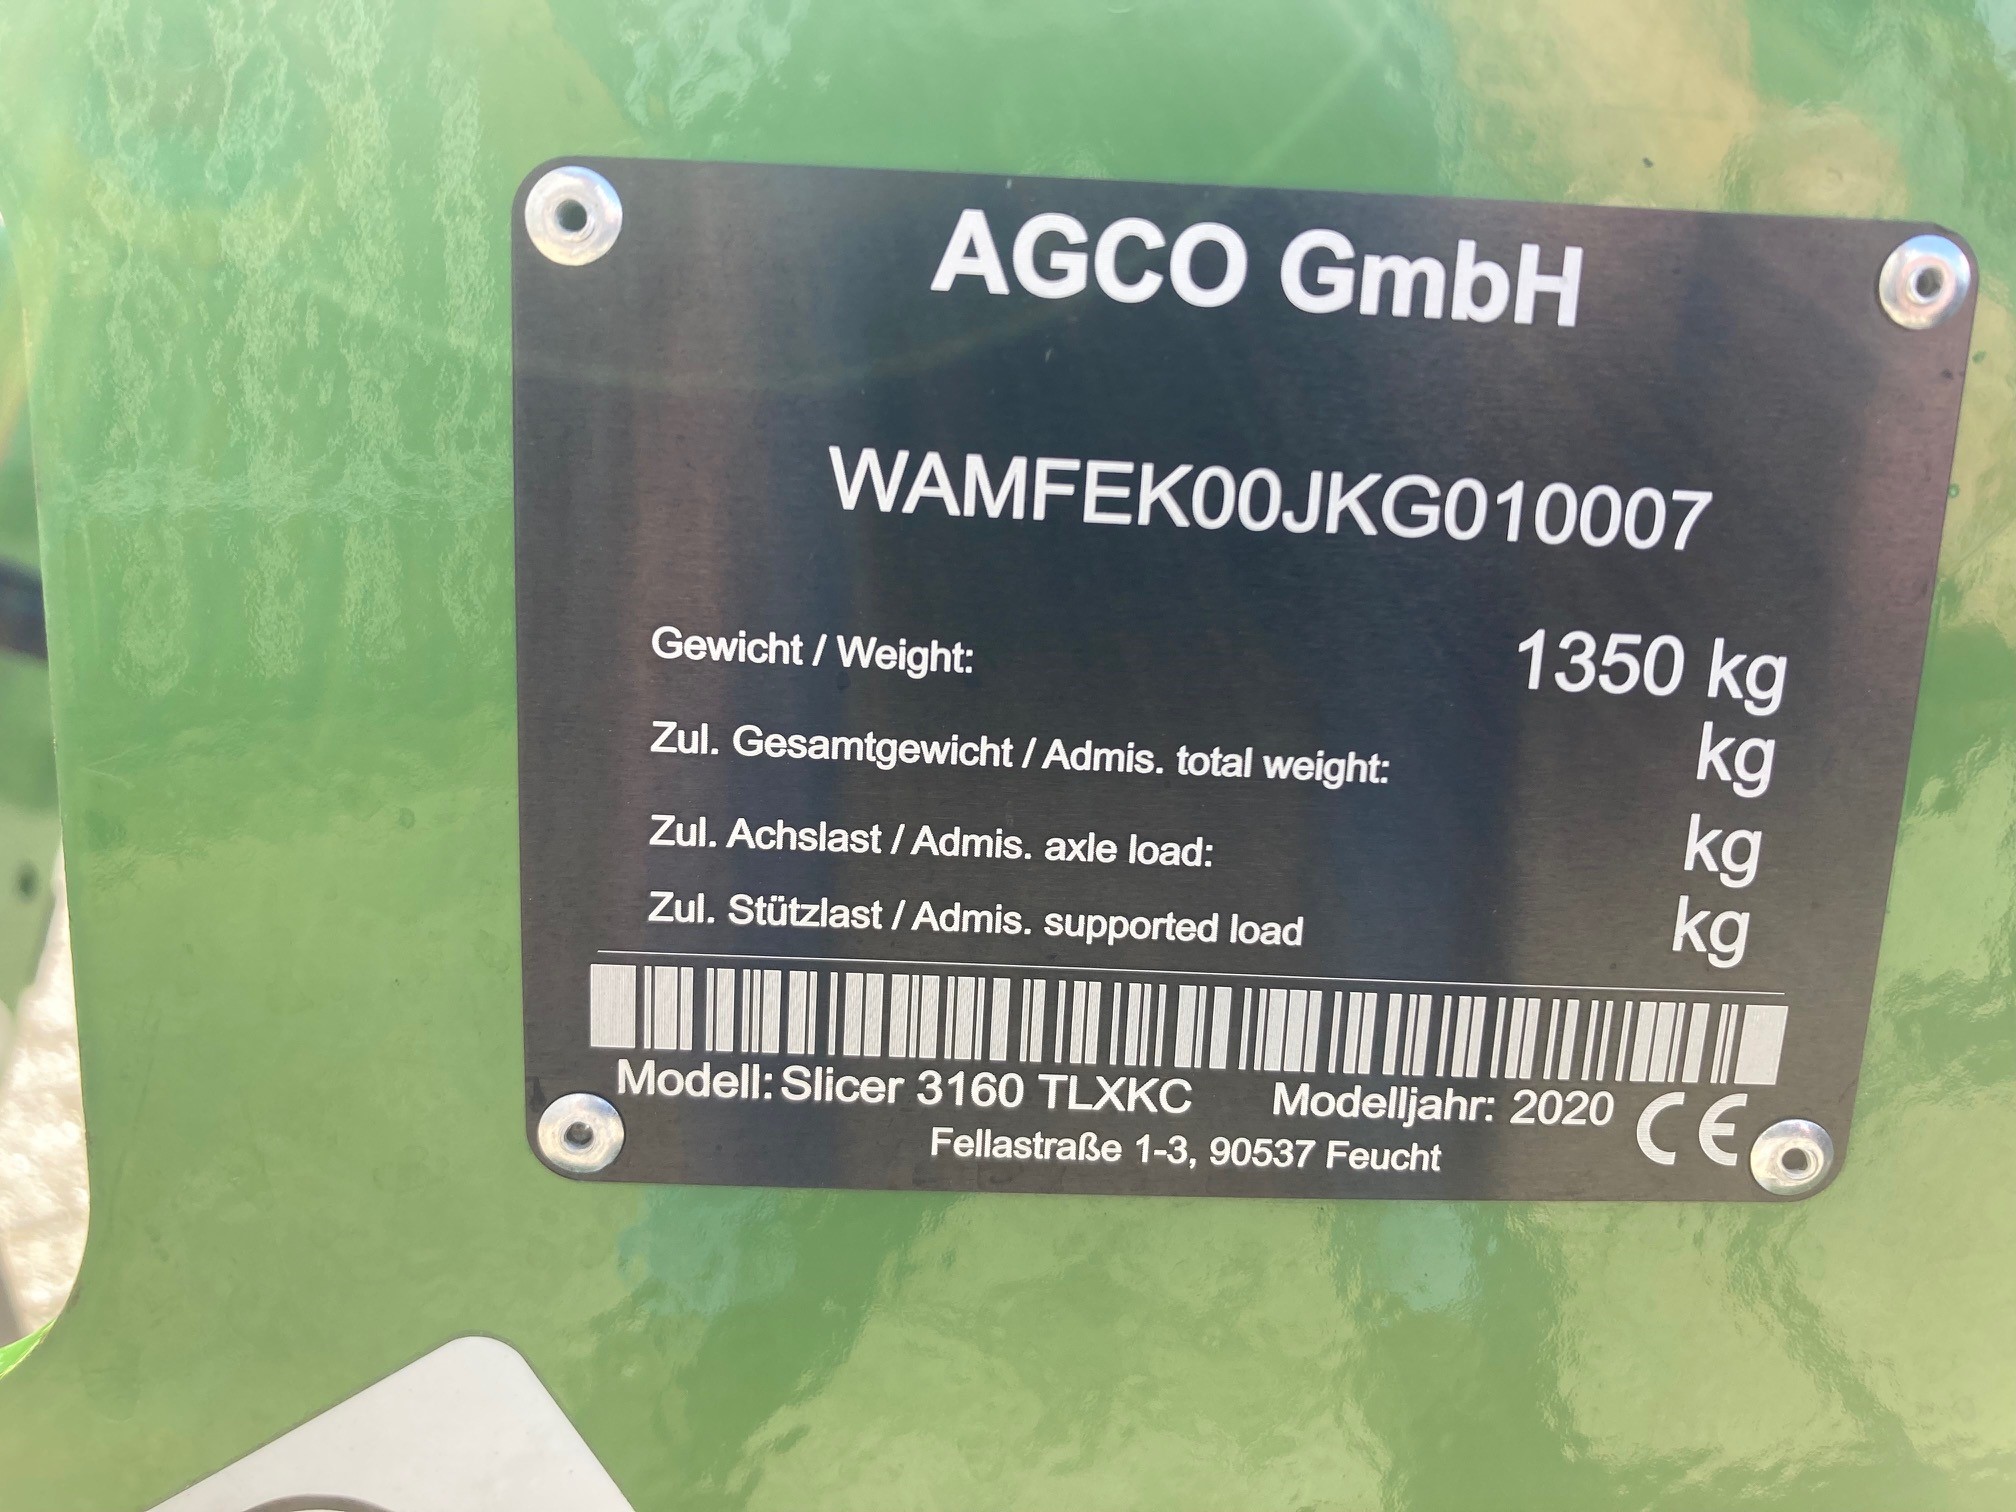 AGCO GmbH
WAMFEK00JKG010007
Gewicht / Weight: 1350 kg
Zul. Gesamtgewicht / Admis. total weight: kg
Zul. Achslast / Admis. axle load: kg
Zul. Stützlast / Admis. supported load kg
Modell: Slicer 3160 TLXKC Modelljahr: 2020 CE
Fellastraße 1-3, 90537 Feucht